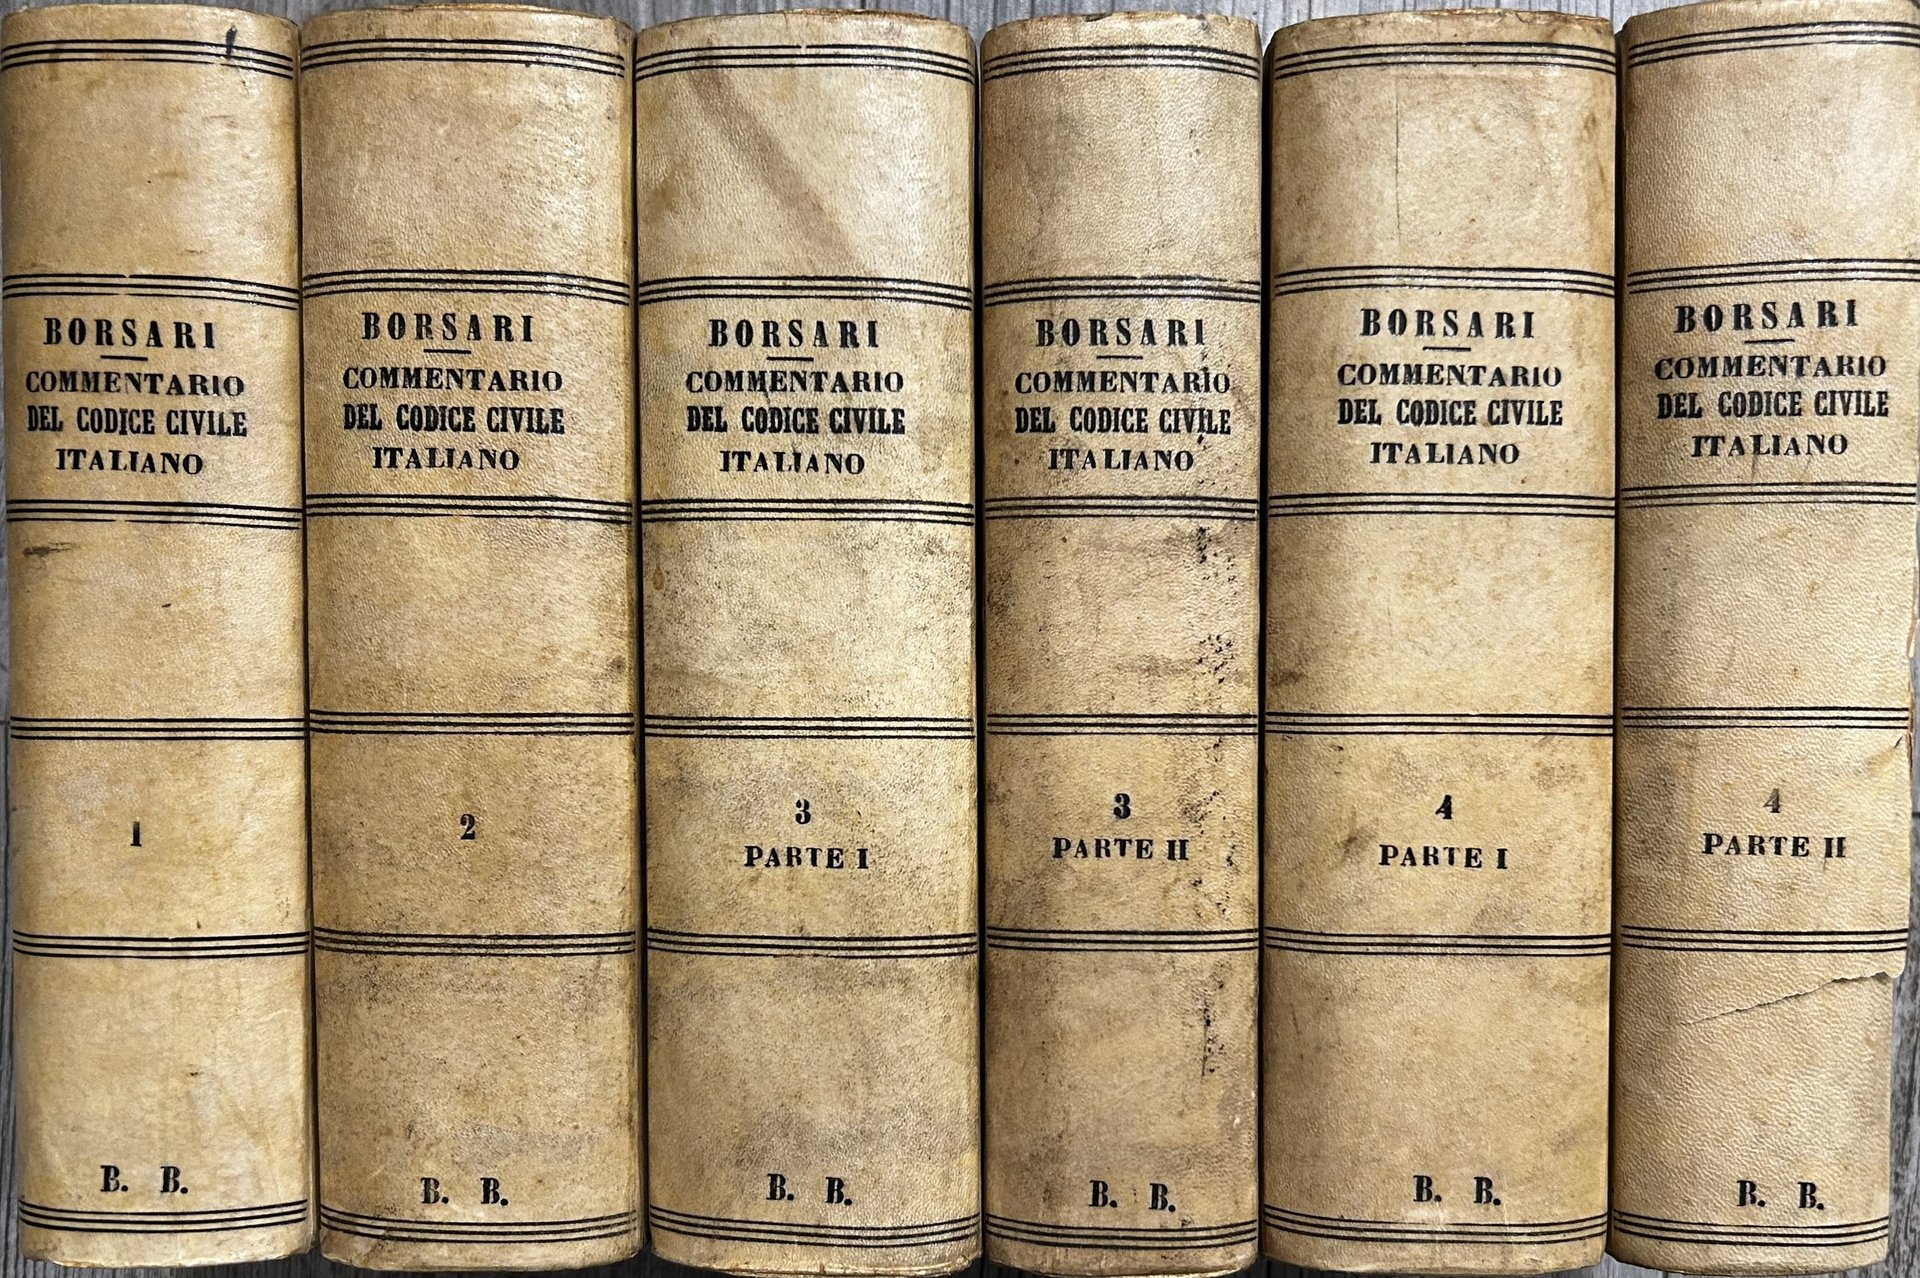 BORSARI
COMMENTARIO
DEL CODICE CIVILE
ITALIANO
1
B. B.
BORSARI
COMMENTARIO
DEL CODICE CIVILE
ITALIANO
2
B. B.
BORSARI
COMMENTARIO
DEL CODICE CIVILE
ITALIANO
3
PARTE I
B. B.
BORSARI
COMMENTARIO
DEL CODICE CIVILE
ITALIANO
3
PARTE II
B. B.
BORSARI
COMMENTARIO
DEL CODICE CIVILE
ITALIANO
4
PARTE I
B. B.
BORSARI
COMMENTARIO
DEL CODICE CIVILE
ITALIANO
4
PARTE II
B. B.